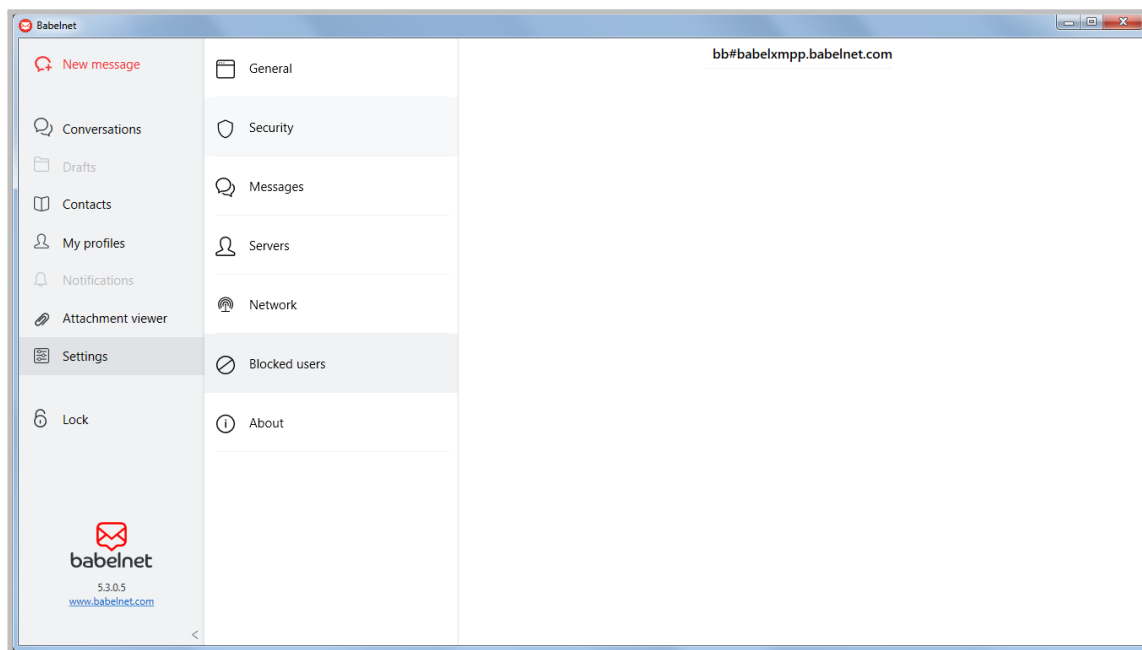 Babelnet
New message
Conversations
Drafts
Contacts
My profiles
Notifications
Attachment viewer
Settings
Lock
babelnet
5.3.0.5
www.babelnet.com
<
General
Security
Messages
Servers
Network
Blocked users
About
bb#babelxmpp.babelnet.com